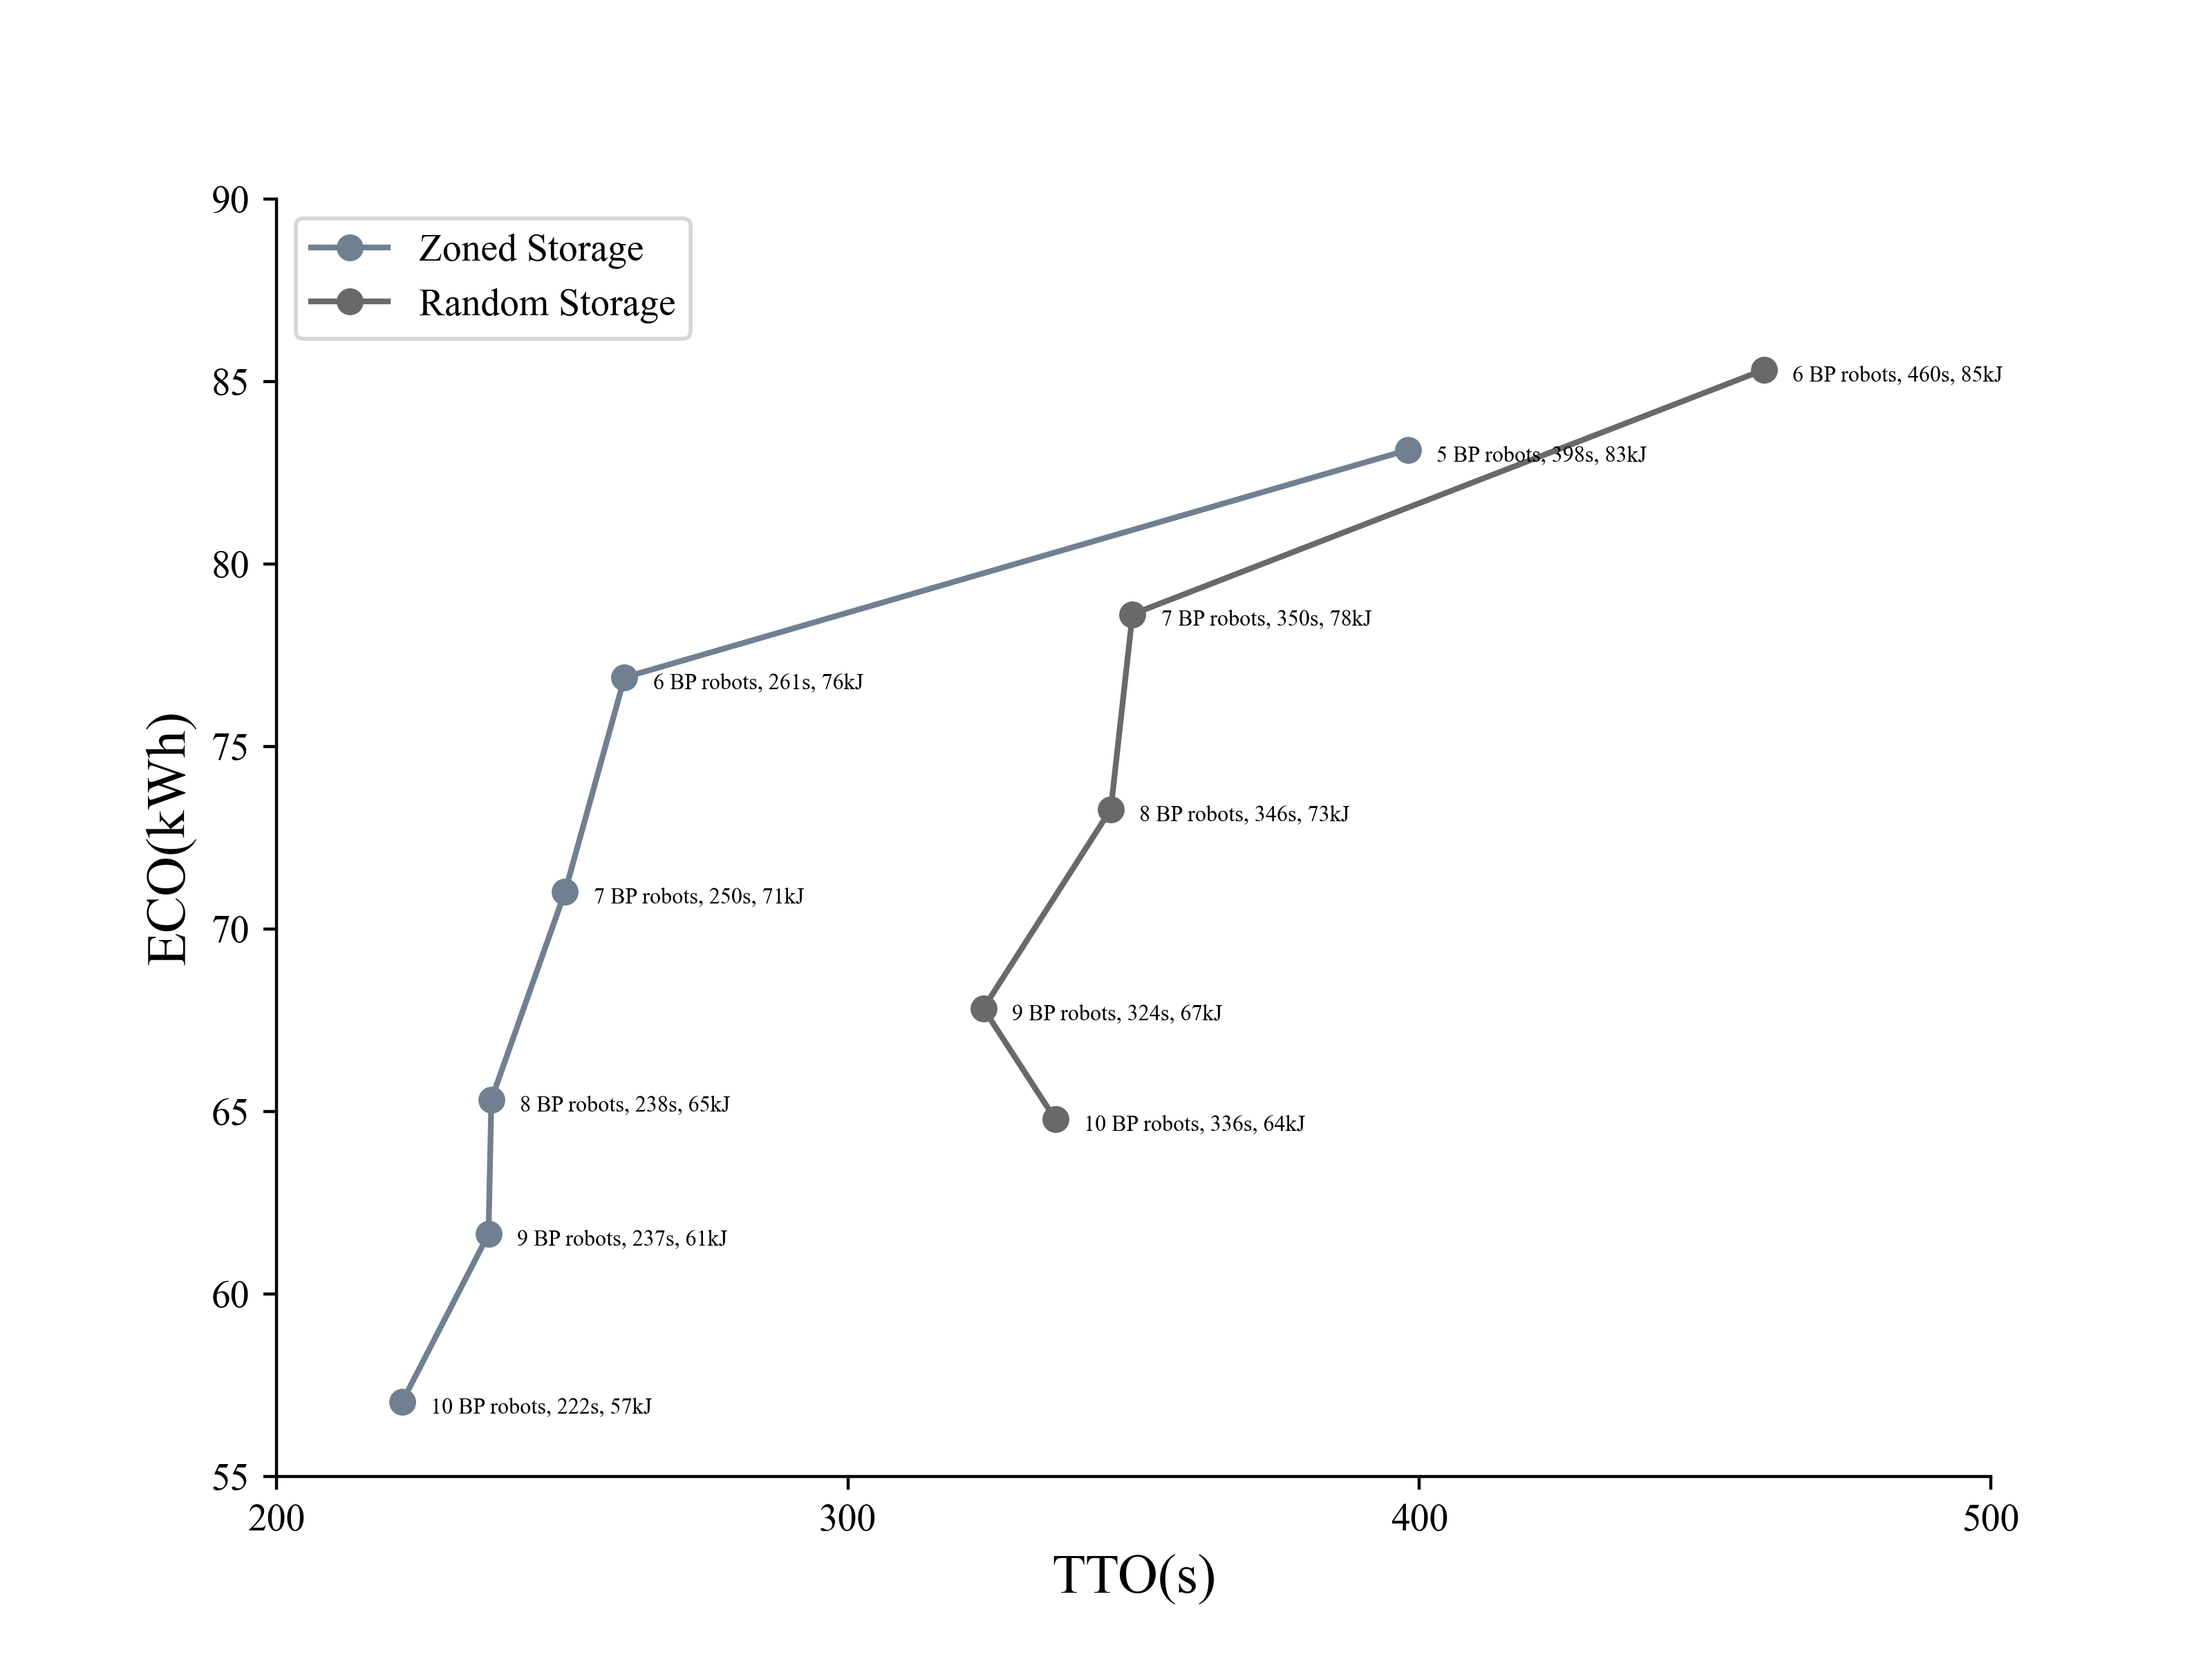 90
Zoned Storage
Random Storage
85
6 BP robots, 460s, 85kJ
5 BP robots, 398s, 83kJ
80
7 BP robots, 350s, 78kJ
6 BP robots, 261s, 76kJ
75
8 BP robots, 346s, 73kJ
ECO(kWh)
7 BP robots, 250s, 71kJ
70
9 BP robots, 324s, 67kJ
8 BP robots, 238s, 65kJ
65
10 BP robots, 336s, 64kJ
9 BP robots, 237s, 61kJ
60
10 BP robots, 222s, 57kJ
55
200 300 400 500
TTO(s)